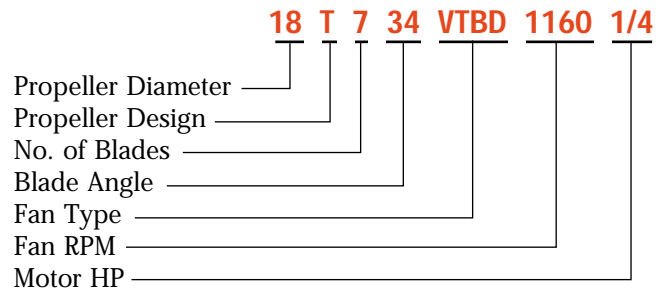 18 T 7 34 VTBD 1160 1/4
Propeller Diameter
Propeller Design
No. of Blades
Blade Angle
Fan Type
Fan RPM
Motor HP